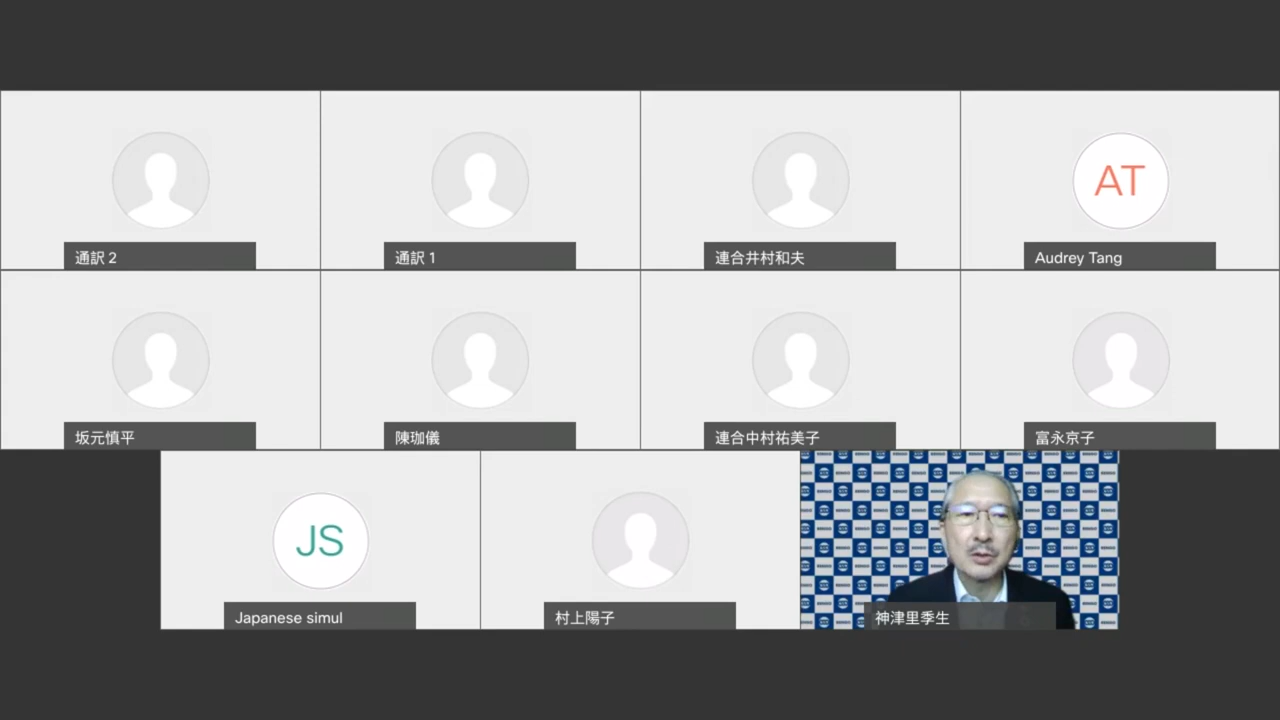 通訳 2
通訳 1
連合井村和夫
AT
Audrey Tang
坂元慎平
陳珈儀
連合中村祐美子
富永京子
JS
Japanese simul
村上陽子
神津里季生